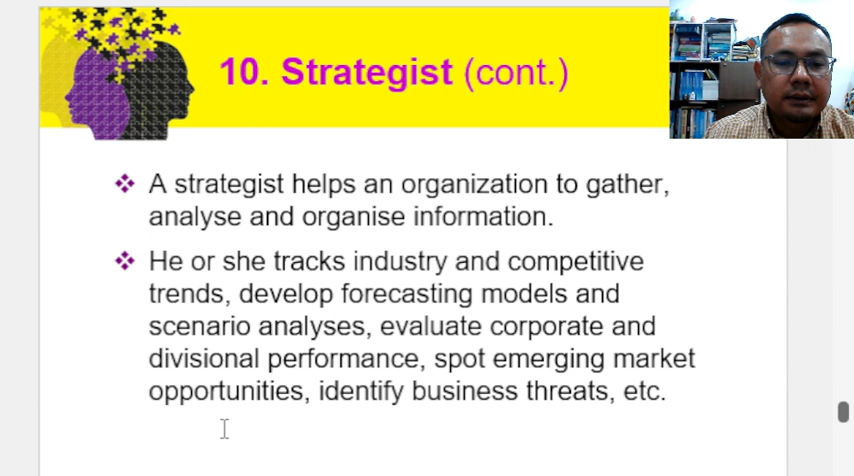 10. Strategist (cont.)
A strategist helps an organization to gather,
analyse and organise information.
He or she tracks industry and competitive
trends, develop forecasting models and
scenario analyses, evaluate corporate and
divisional performance, spot emerging market
opportunities, identify business threats, etc.